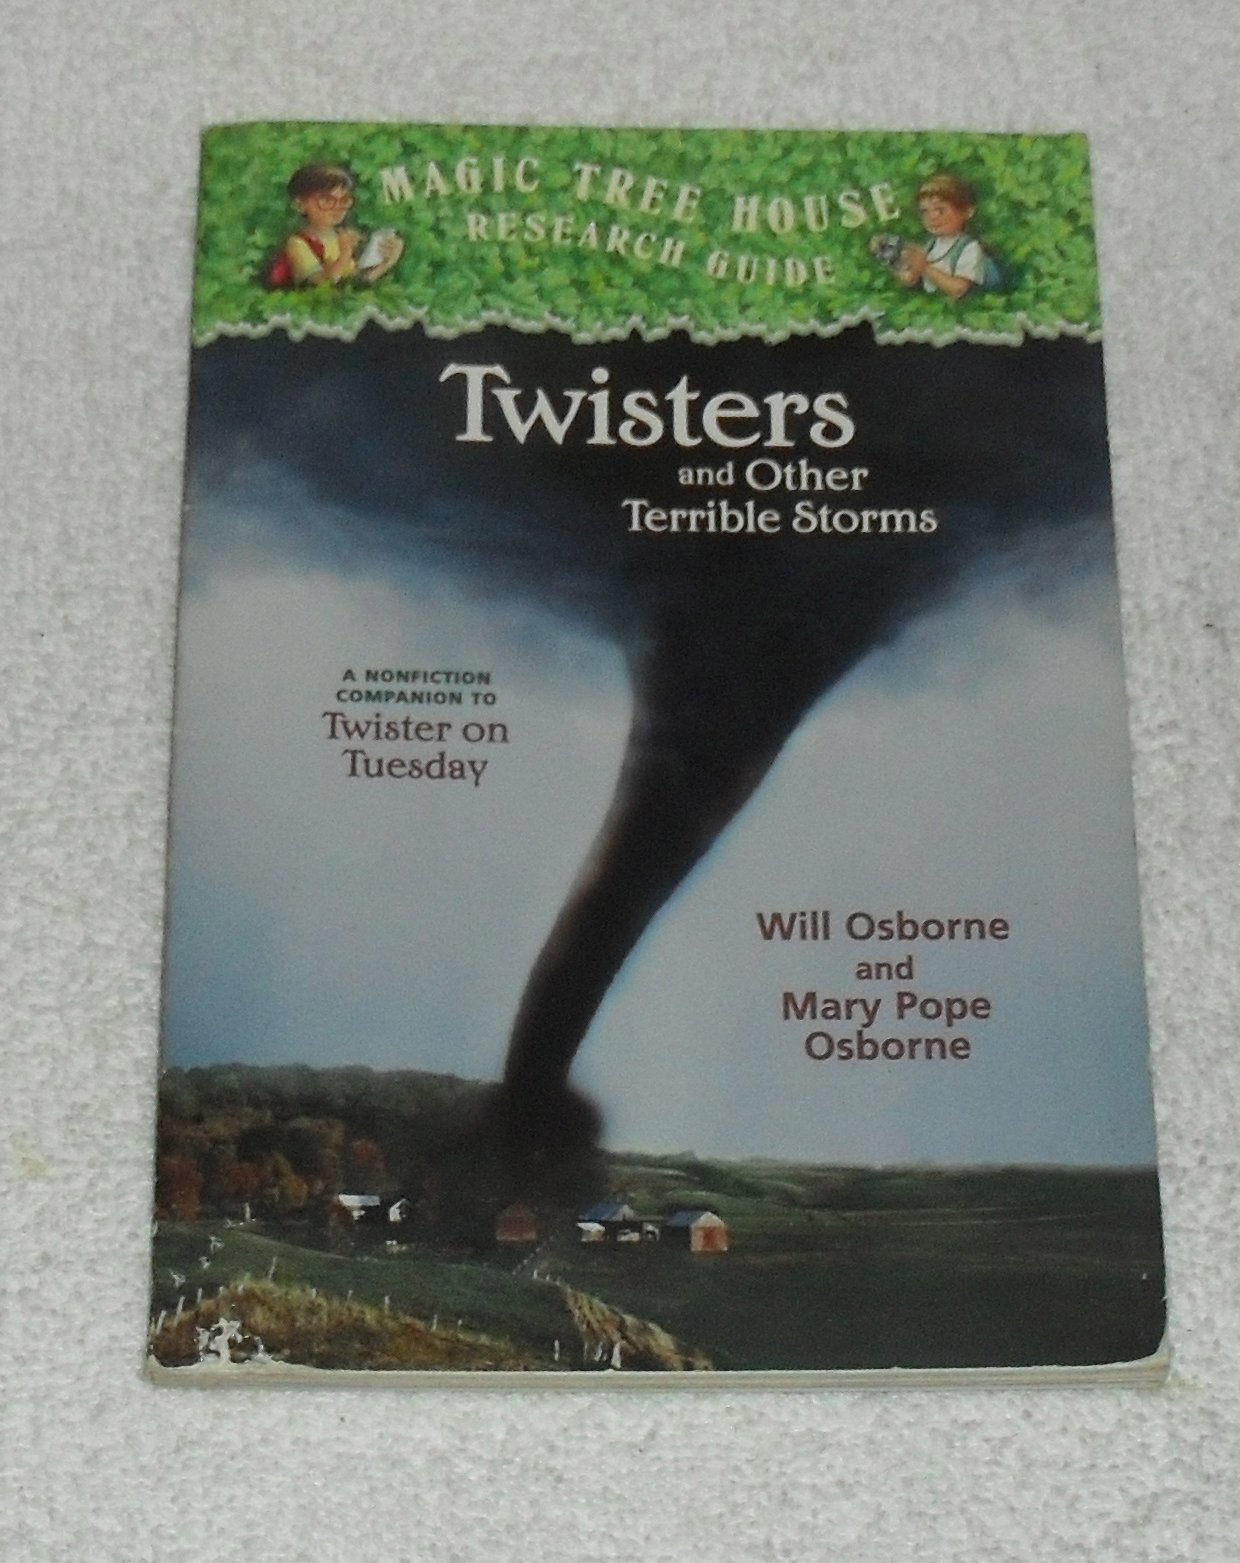 MAGIC TREE HOUSE
RESEARCH GUIDE
Twisters
and Other
Terrible Storms
A NONFICTION
COMPANION TO
Twister on
Tuesday
Will Osborne
and
Mary Pope
Osborne